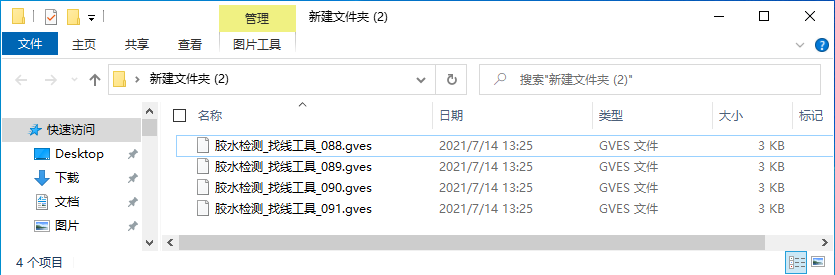 管理
新建文件夹 (2)
文件 主页 共享 查看 图片工具
新建文件夹 (2)
搜索"新建文件夹 (2)"
名称 日期 类型 大小 标记
快速访问
Desktop
下载
文档
图片
胶水检测_找线工具_088.gves 2021/7/14 13:25 GVES 文件 3 KB
胶水检测_找线工具_089.gves 2021/7/14 13:25 GVES 文件 3 KB
胶水检测_找线工具_090.gves 2021/7/14 13:25 GVES 文件 3 KB
胶水检测_找线工具_091.gves 2021/7/14 13:25 GVES 文件 3 KB
4 个项目